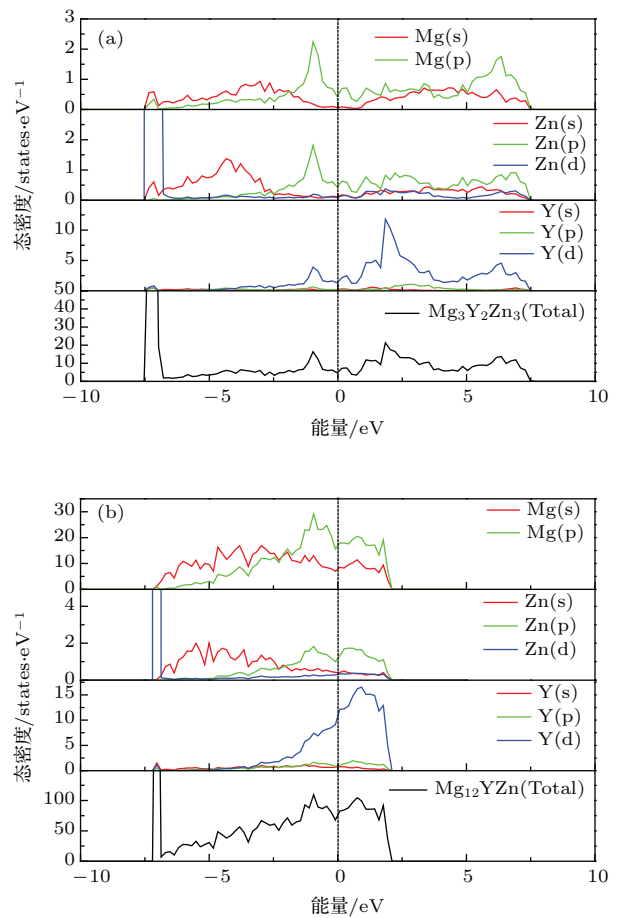 (a)
Mg(s)
Mg(p)
3
2
1
0
Zn(s)
Zn(p)
Zn(d)
2
1
0
Y(s)
Y(p)
Y(d)
10
5
50
Mg₃Y₂Zn₃(Total)
40
30
20
10
0
态密度/states·eV⁻¹
−10 −5 0 5 10
能量/eV
(b)
Mg(s)
Mg(p)
30
20
10
0
Zn(s)
Zn(p)
Zn(d)
4
2
0
Y(s)
Y(p)
Y(d)
15
10
5
0
Mg₁₂YZn(Total)
100
50
0
态密度/states·eV⁻¹
−10 −5 0 5 10
能量/eV